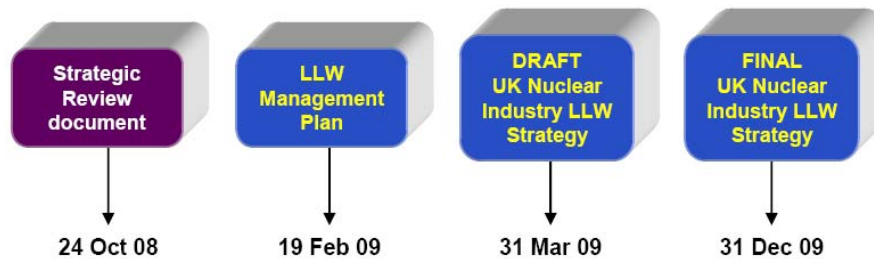 Strategic
Review
document
LLW
Management
Plan
DRAFT
UK Nuclear
Industry LLW
Strategy
FINAL
UK Nuclear
Industry LLW
Strategy
24 Oct 08
19 Feb 09
31 Mar 09
31 Dec 09